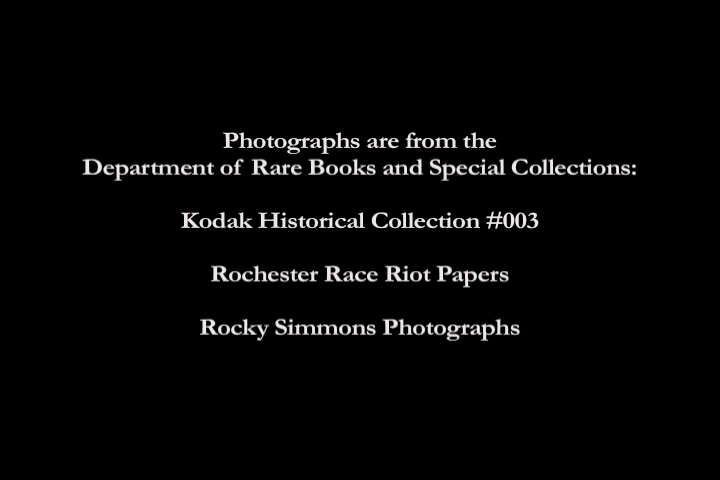 Photographs are from the
Department of Rare Books and Special Collections:
Kodak Historical Collection #003
Rochester Race Riot Papers
Rocky Simmons Photographs